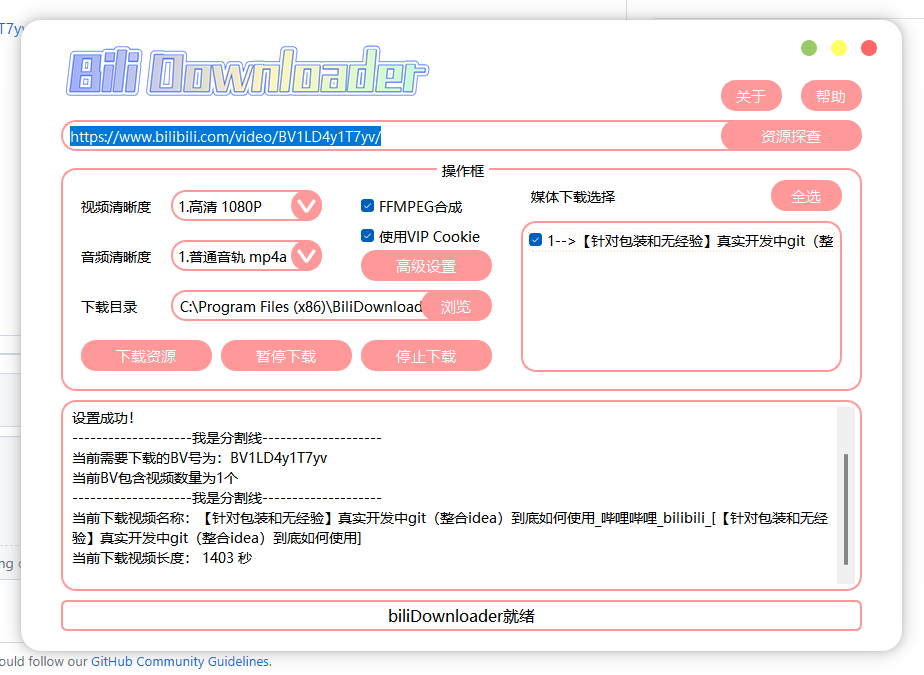 T7yv
Bili Downloader
关于
帮助
https://www.bilibili.com/video/BV1LD4y1T7yv/
资源探查
操作框
视频清晰度
1.高清 1080P
FFMPEG合成
媒体下载选择
全选
使用VIP Cookie
1-->【针对包装和无经验】真实开发中git（整
音频清晰度
1.普通音轨 mp4a
高级设置
下载目录
C:\Program Files (x86)\BiliDownload
浏览
下载资源
暂停下载
停止下载
设置成功！
--------------------我是分割线--------------------
当前需要下载的BV号为：BV1LD4y1T7yv
当前BV包含视频数量为1个
--------------------我是分割线--------------------
当前下载视频名称：【针对包装和无经验】真实开发中git（整合idea）到底如何使用_哔哩哔哩_bilibili_[【针对包装和无经
验】真实开发中git（整合idea）到底如何使用]
当前下载视频长度： 1403 秒
biliDownloader就绪
ould follow our GitHub Community Guidelines.